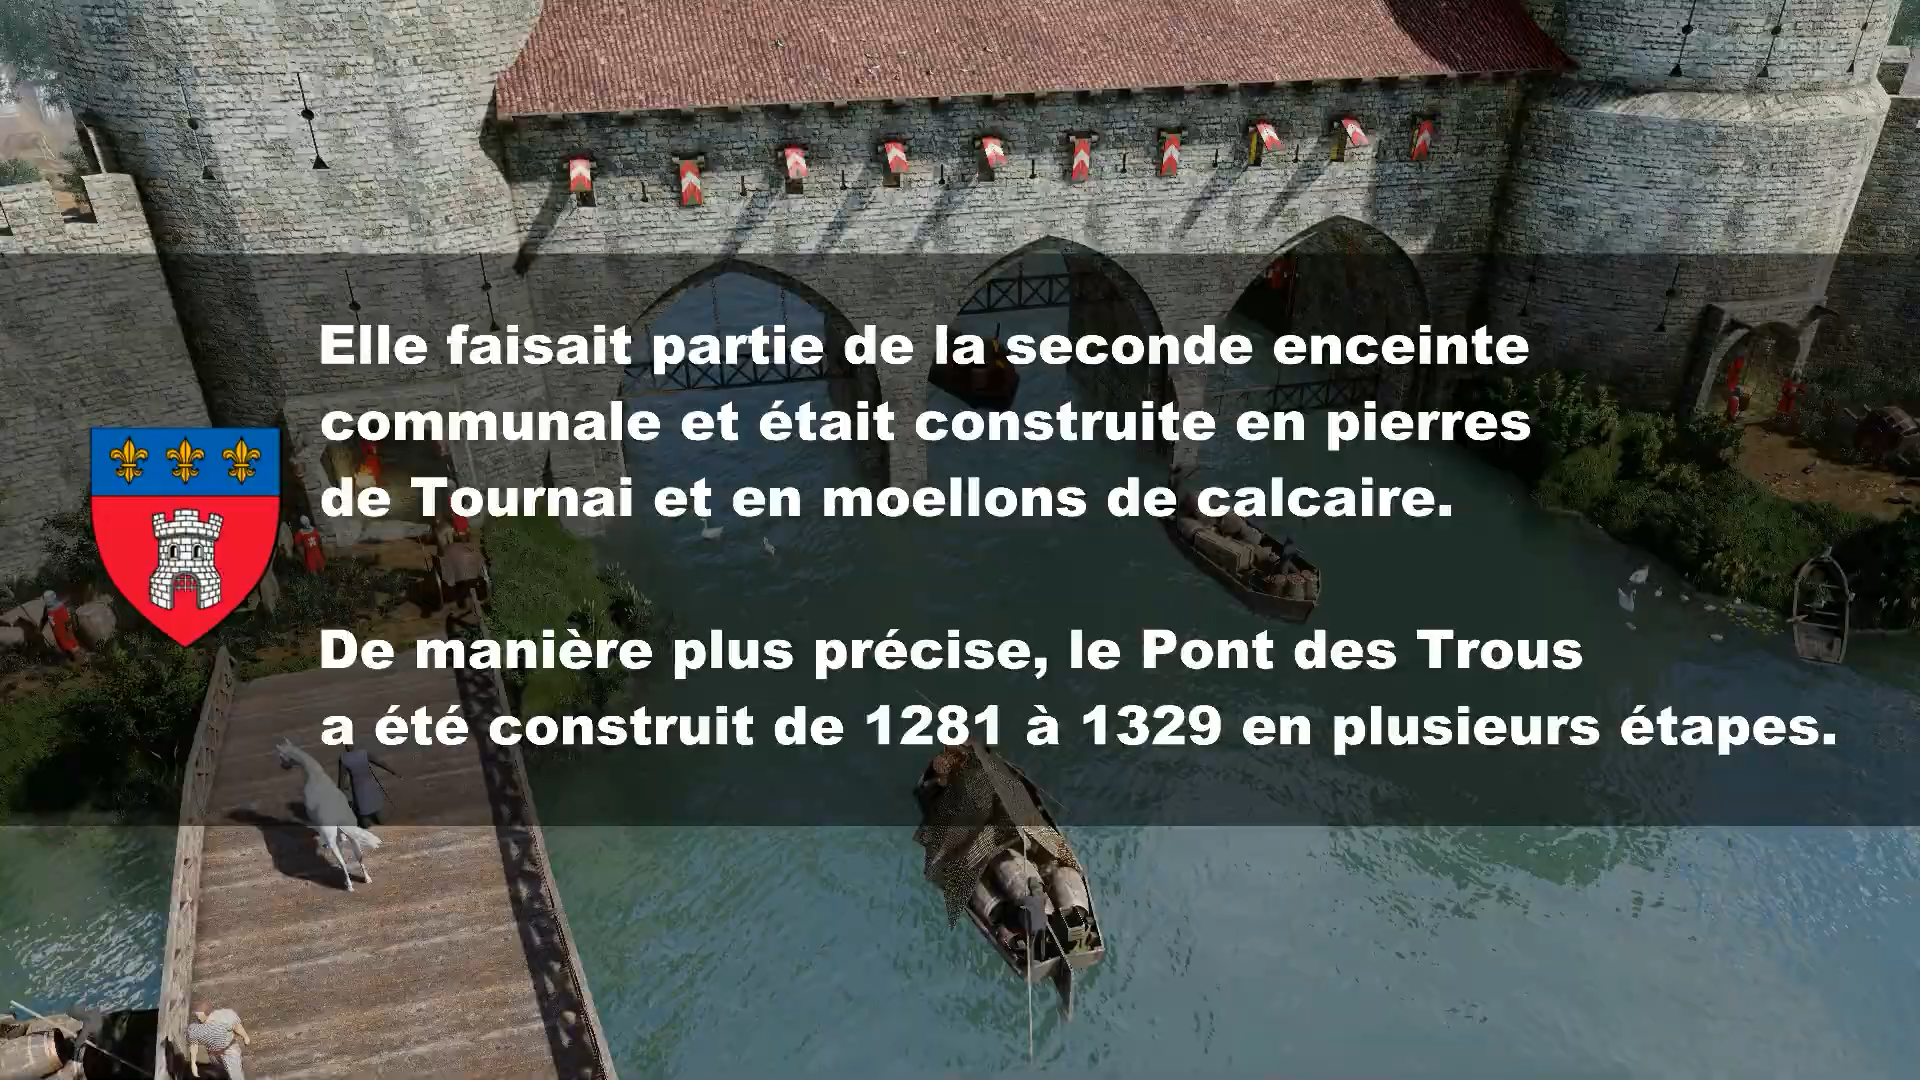 Elle faisait partie de la seconde enceinte
communale et était construite en pierres
de Tournai et en moellons de calcaire.
De manière plus précise, le Pont des Trous
a été construit de 1281 à 1329 en plusieurs étapes.